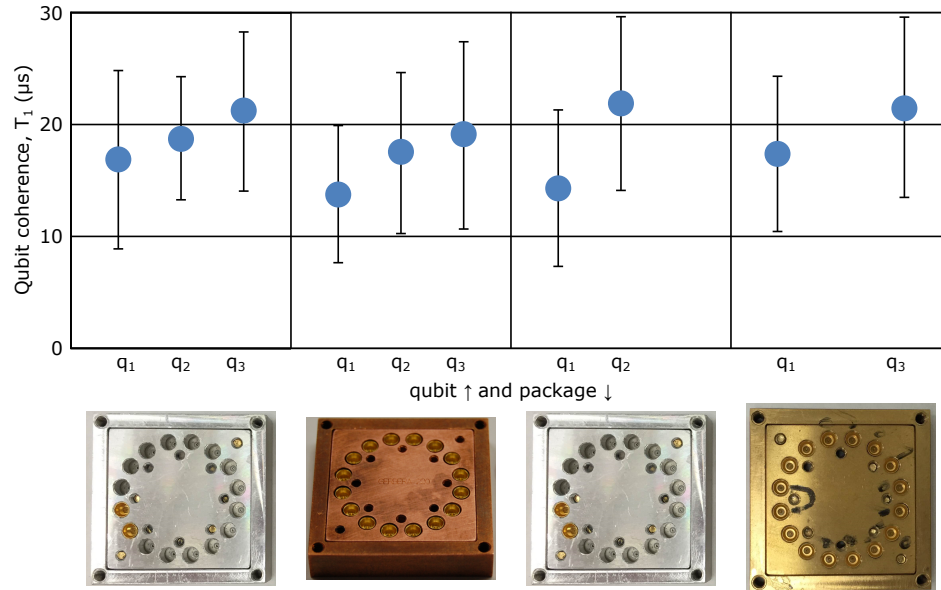 Qubit coherence, T₁ (μs)
30
20
10
0
q₁ q₂ q₃ q₁ q₂ q₃ q₁ q₂ q₁ q₃
qubit ↑ and package ↓